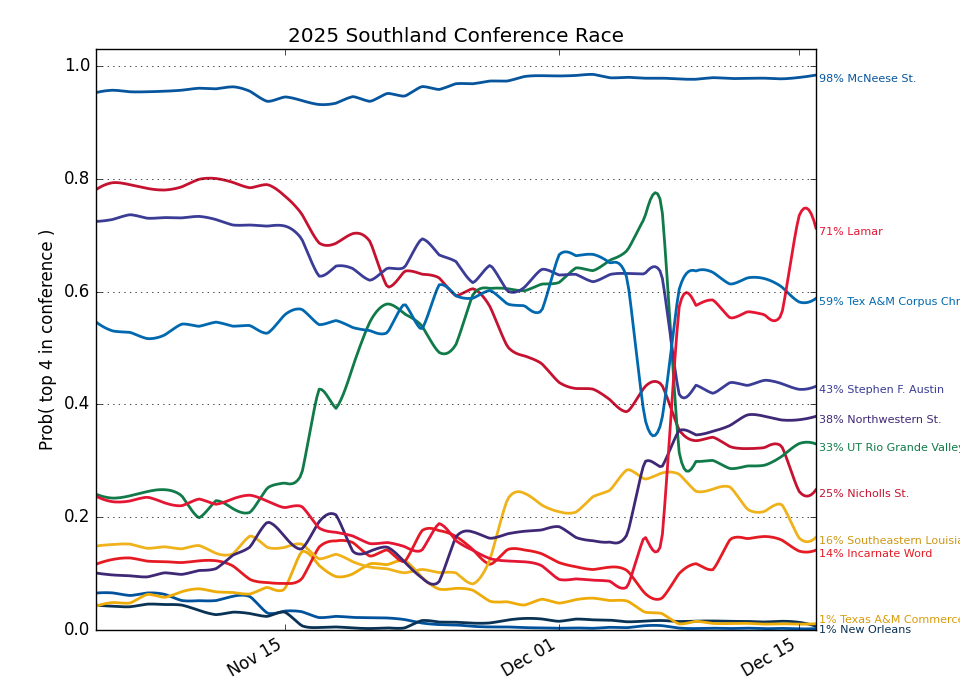 2025 Southland Conference Race
Prob( top 4 in conference )
1.0
0.8
0.6
0.4
0.2
0.0
Nov 15
Dec 01
Dec 15
98% McNeese St.
71% Lamar
59% Tex A&M Corpus Chr
43% Stephen F. Austin
38% Northwestern St.
33% UT Rio Grande Valley
25% Nicholls St.
16% Southeastern Louisia
14% Incarnate Word
1% Texas A&M Commerce
1% New Orleans